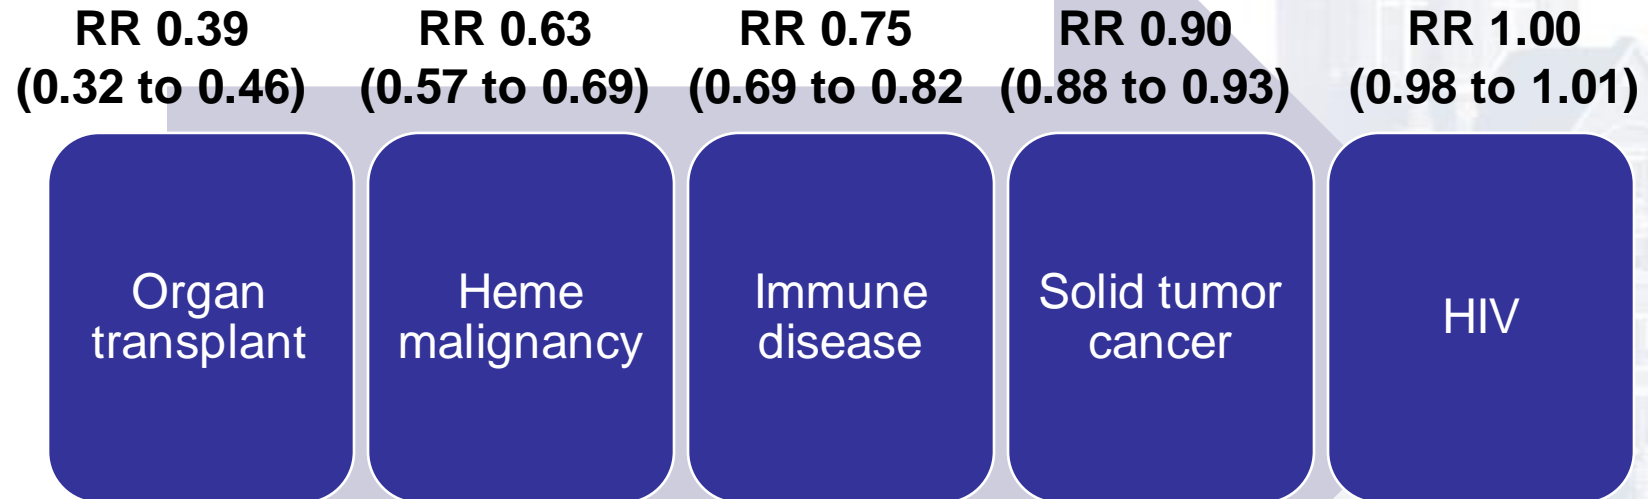 RR 0.39
(0.32 to 0.46)
RR 0.63
(0.57 to 0.69)
RR 0.75
(0.69 to 0.82
RR 0.90
(0.88 to 0.93)
RR 1.00
(0.98 to 1.01)
Organ
transplant
Heme
malignancy
Immune
disease
Solid tumor
cancer
HIV